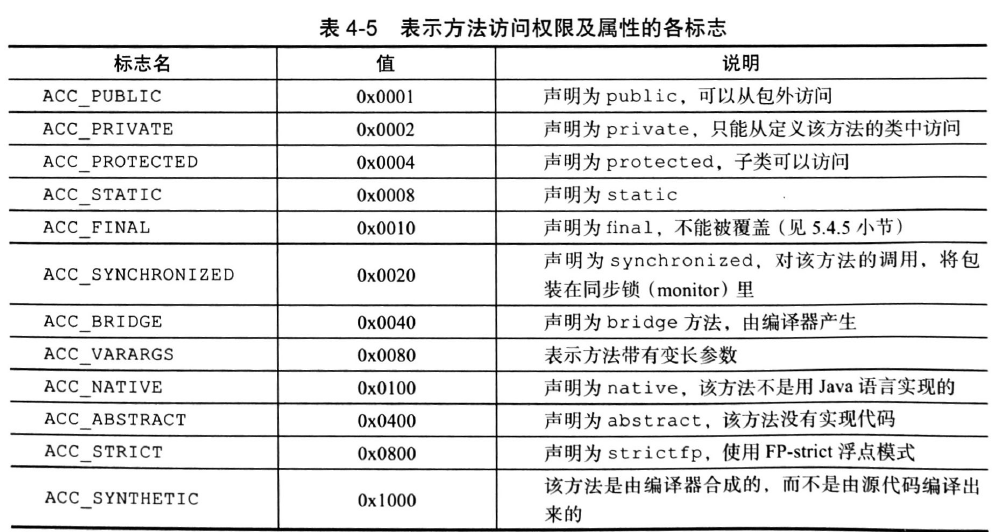 表 4-5 表示方法访问权限及属性的各标志
标志名 值 说明
ACC_PUBLIC 0x0001 声明为 public，可以从包外访问
ACC_PRIVATE 0x0002 声明为 private，只能从定义该方法的类中访问
ACC_PROTECTED 0x0004 声明为 protected，子类可以访问
ACC_STATIC 0x0008 声明为 static
ACC_FINAL 0x0010 声明为 final，不能被覆盖（见 5.4.5 小节）
ACC_SYNCHRONIZED 0x0020 声明为 synchronized，对该方法的调用，将包
装在同步锁（monitor）里
ACC_BRIDGE 0x0040 声明为 bridge 方法，由编译器产生
ACC_VARARGS 0x0080 表示方法带有变长参数
ACC_NATIVE 0x0100 声明为 native，该方法不是用 Java 语言实现的
ACC_ABSTRACT 0x0400 声明为 abstract，该方法没有实现代码
ACC_STRICT 0x0800 声明为 strictfp，使用 FP-strict 浮点模式
ACC_SYNTHETIC 0x1000 该方法是由编译器合成的，而不是由源代码编译出
来的